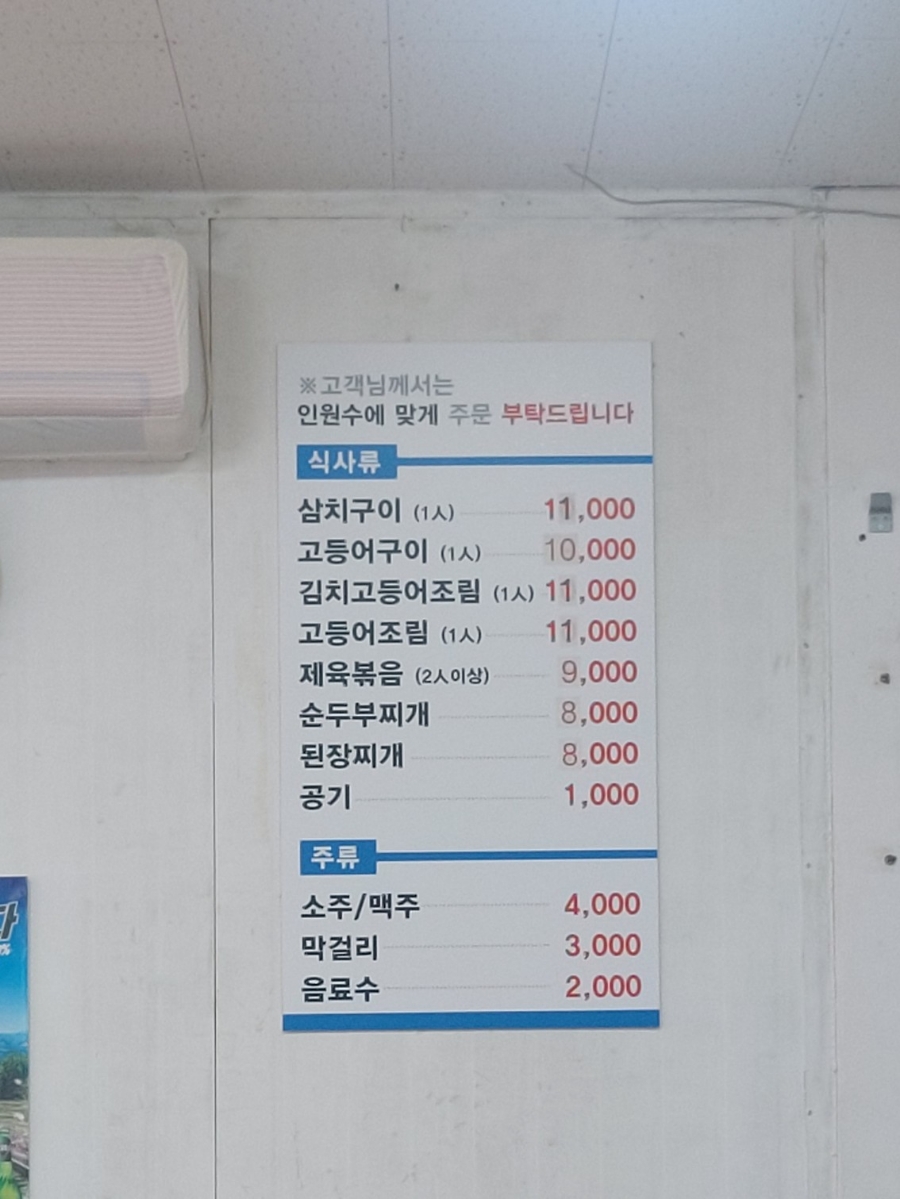 ※고객님께서는
인원수에 맞게 주문 부탁드립니다
식사류
삼치구이 (1人) 11,000
고등어구이 (1人) 10,000
김치고등어조림 (1人) 11,000
고등어조림 (1人) 11,000
제육볶음 (2人이상) 9,000
순두부찌개 8,000
된장찌개 8,000
공기 1,000
주류
소주/맥주 4,000
막걸리 3,000
음료수 2,000